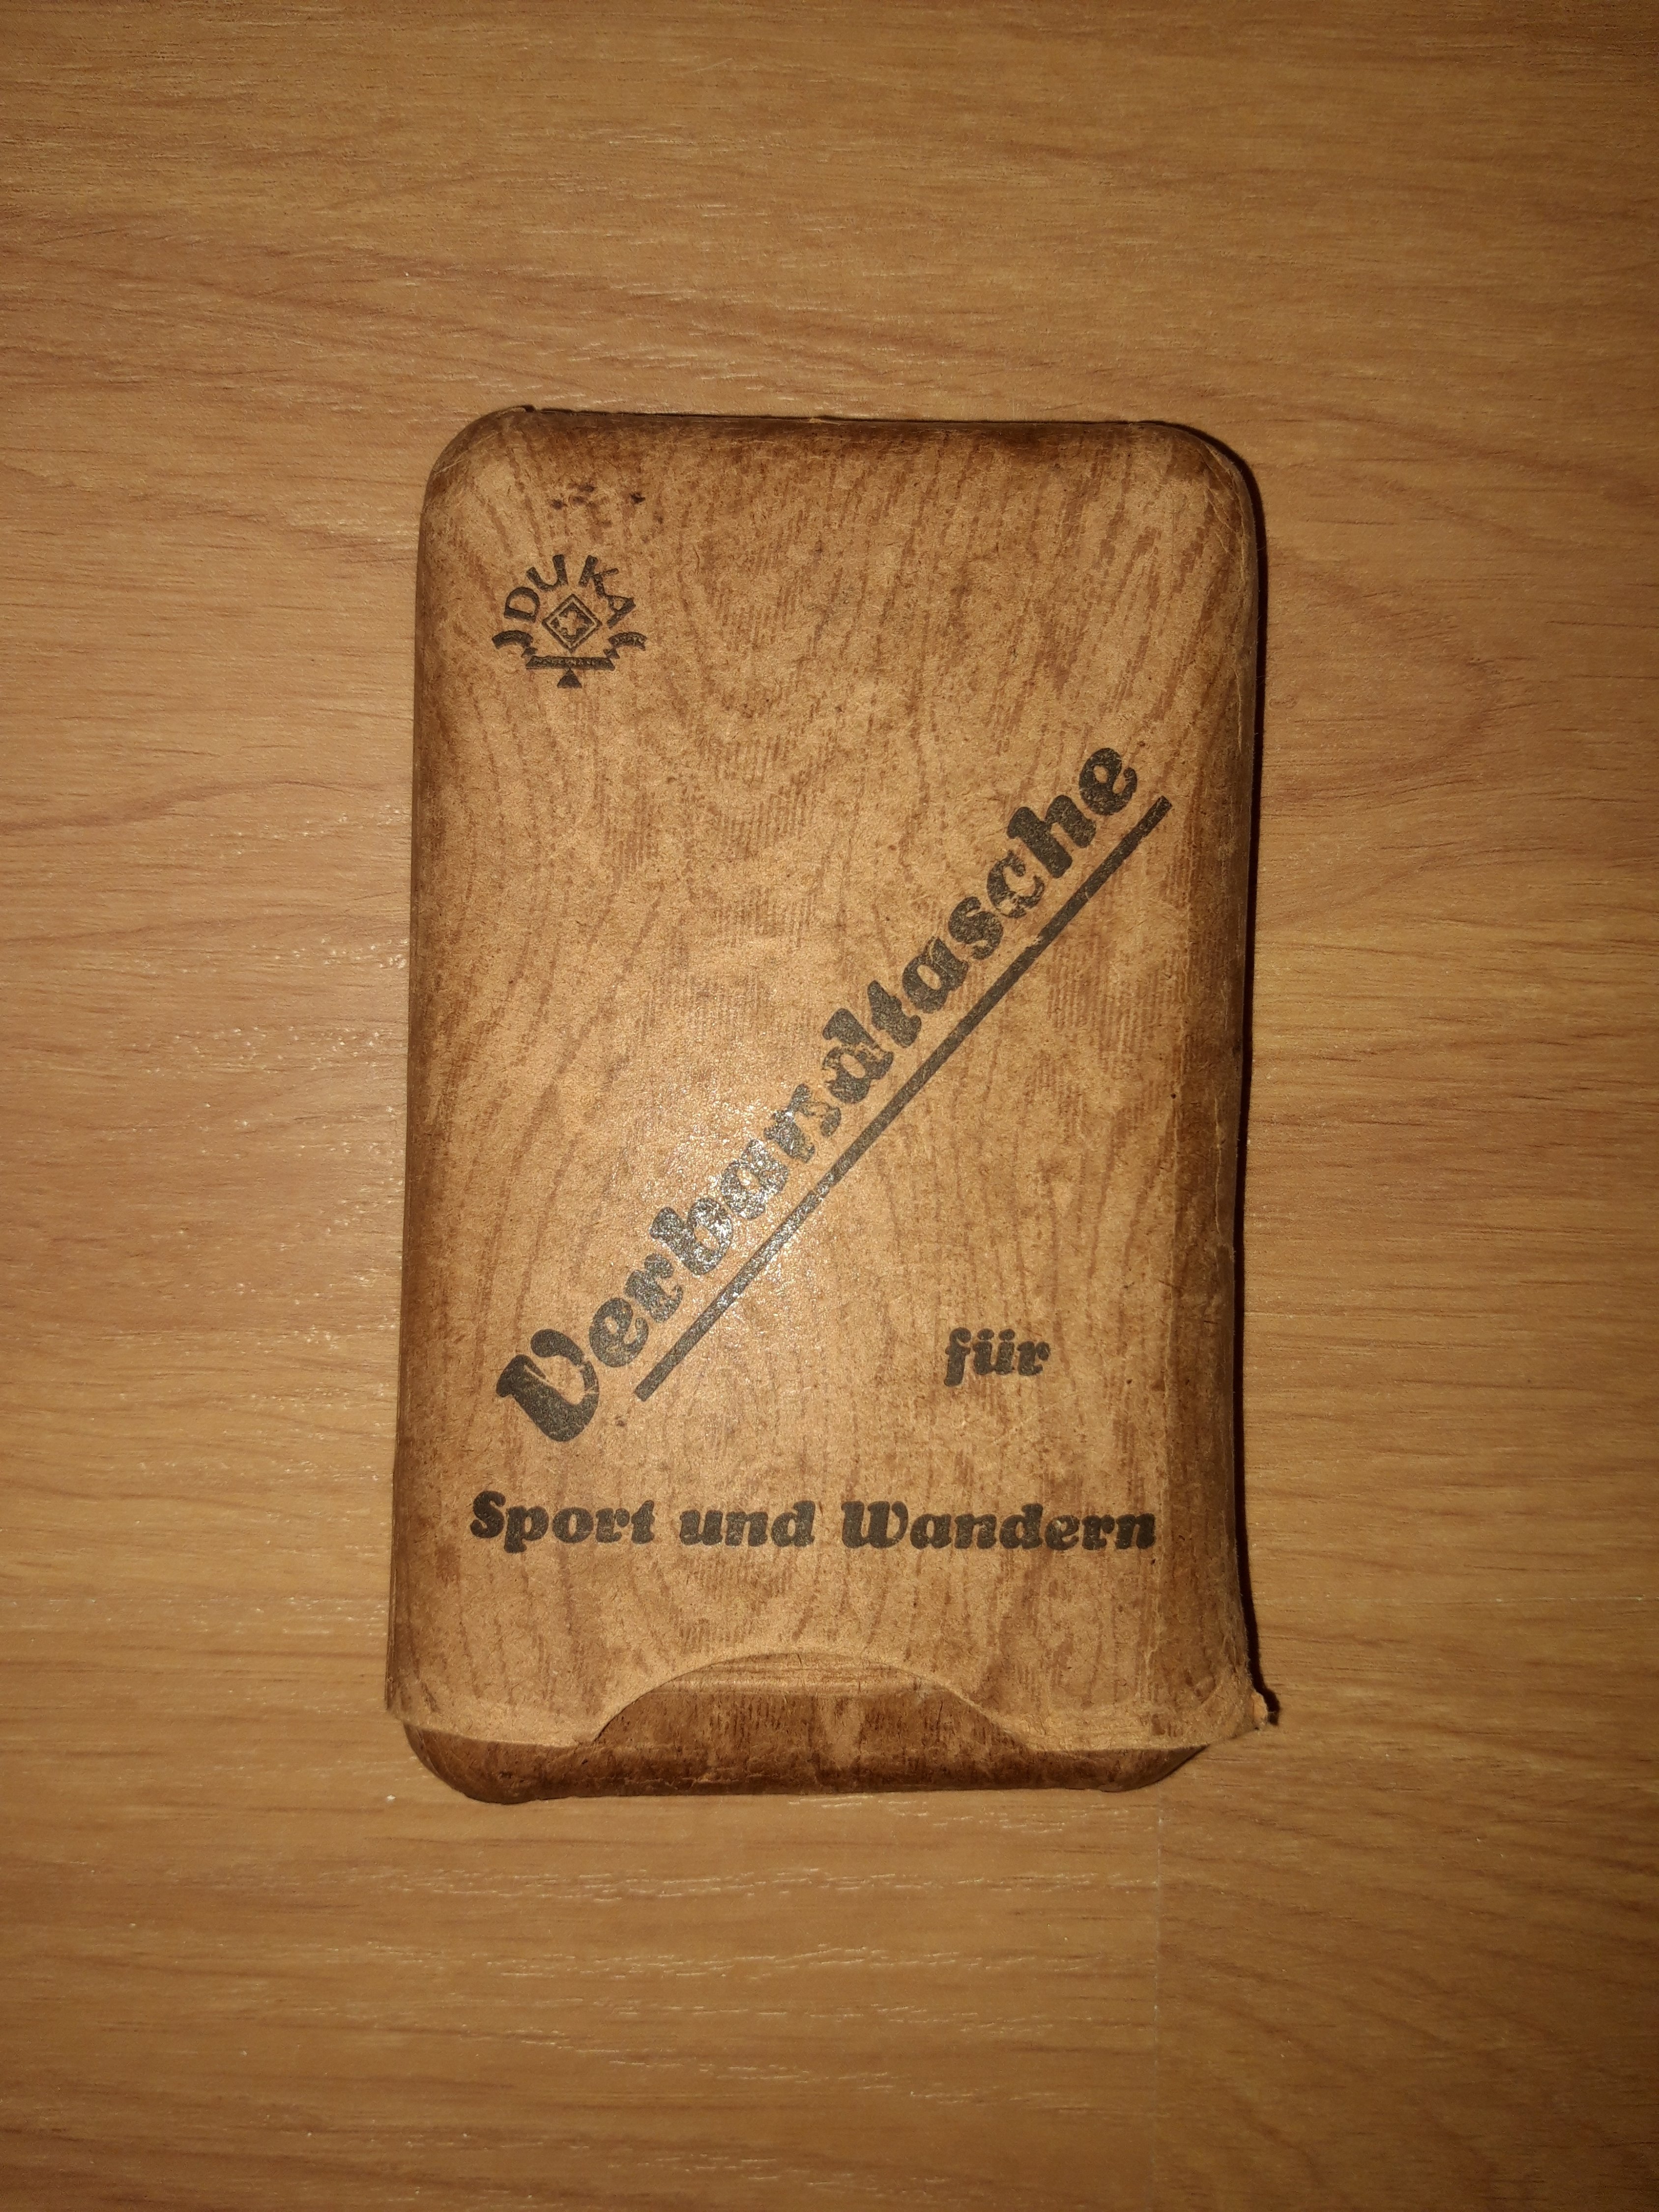 DUKA
Verbandtasche
für
Sport und Wandern